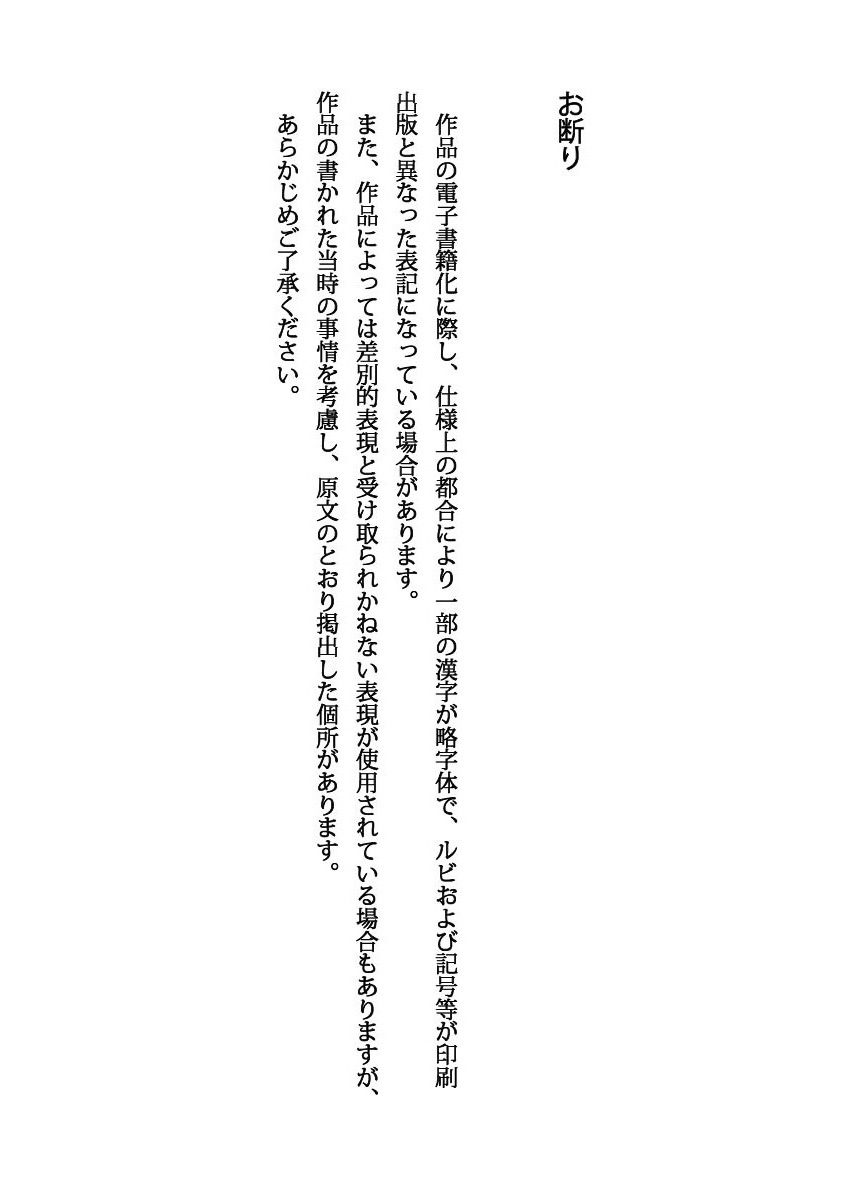 お断り
作品の電子書籍化に際し、仕様上の都合により一部の漢字が略字体で、ルビおよび記号等が印刷
出版と異なった表記になっている場合があります。
また、作品によっては差別的表現と受け取られかねない表現が使用されている場合もありますが、
作品の書かれた当時の事情を考慮し、原文のとおり掲出した個所があります。
あらかじめご了承ください。